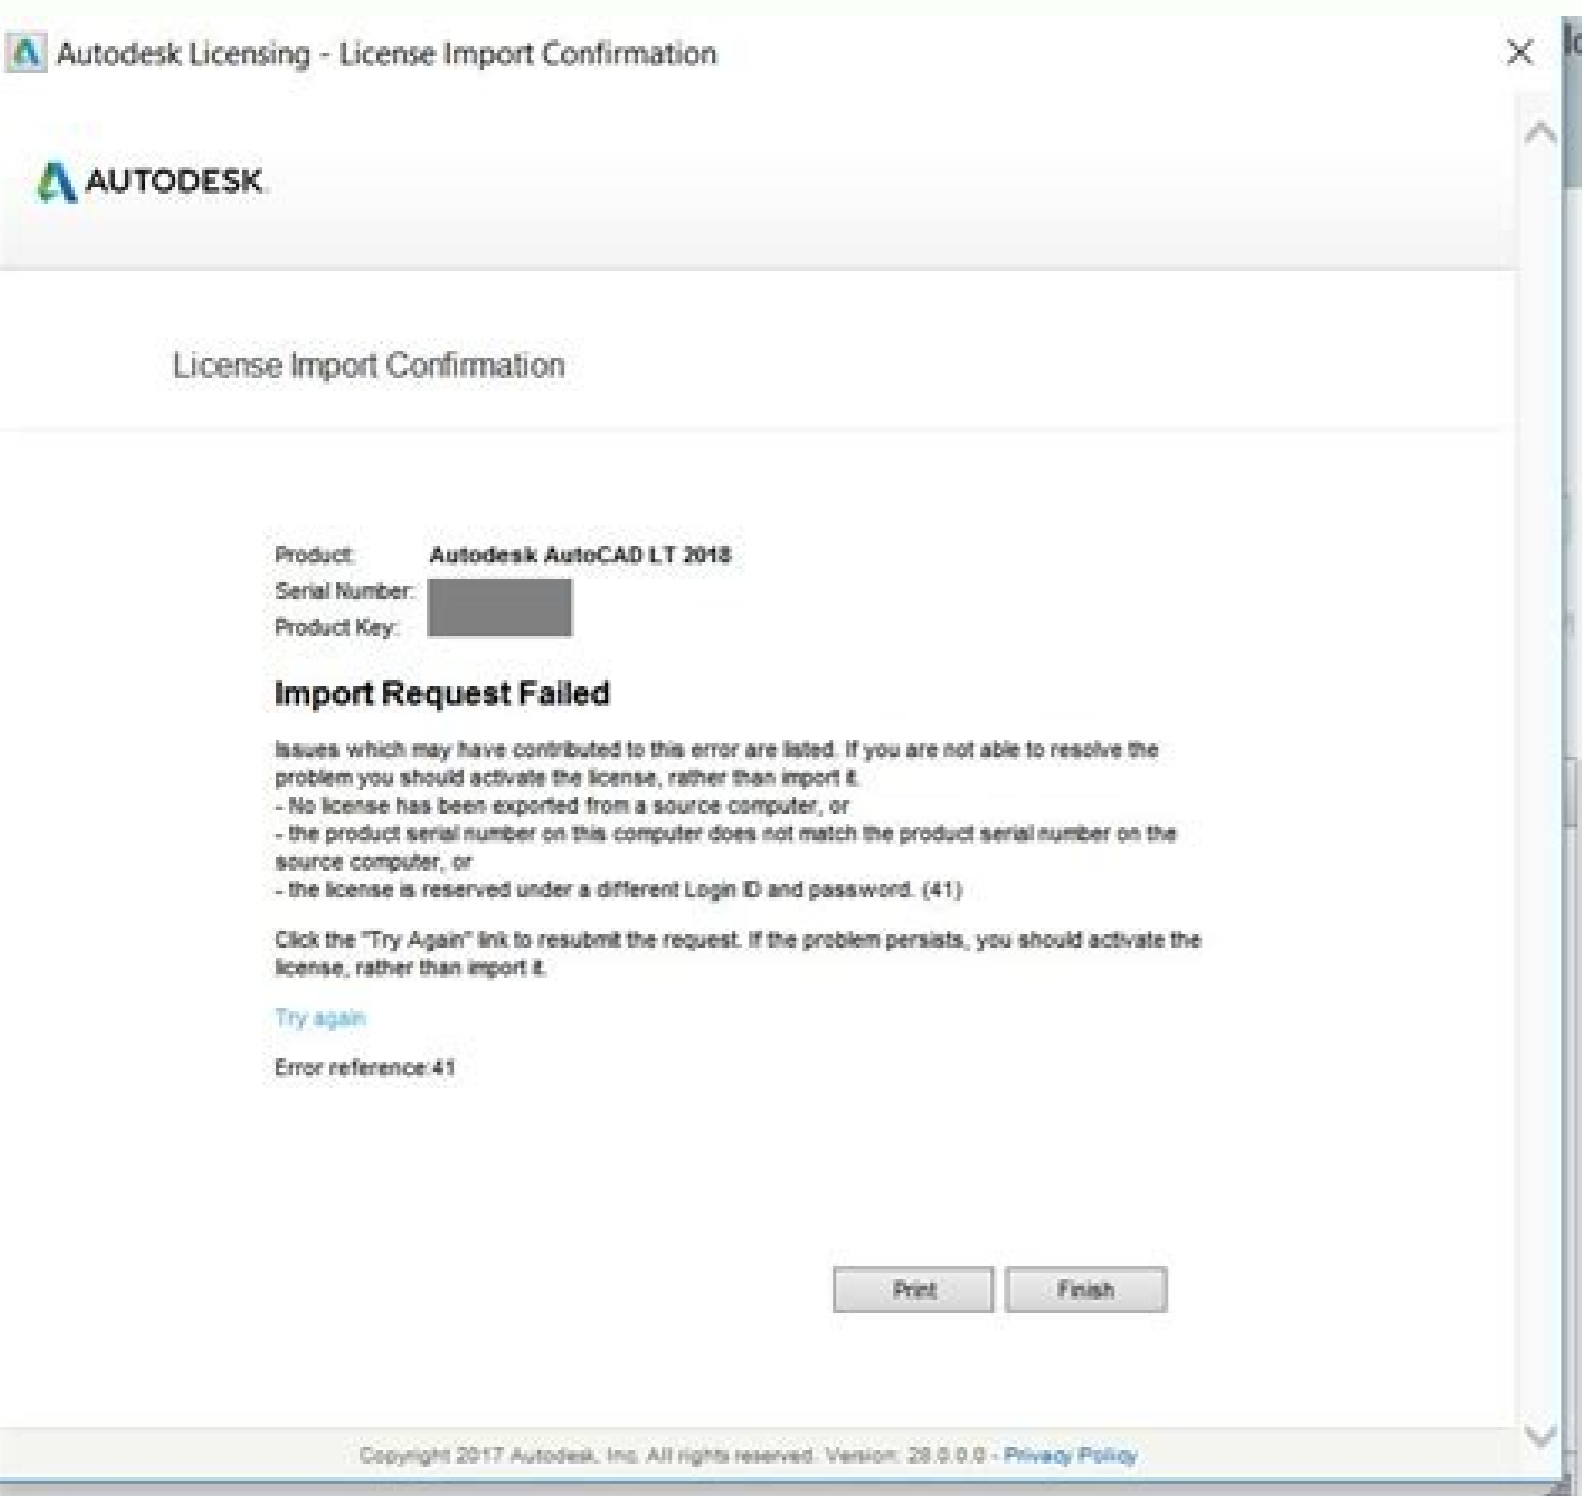 Autodesk Licensing - License Import Confirmation
AUTODESK.
License Import Confirmation
Product: Autodesk AutoCAD LT 2018
Serial Number:
Product Key:
Import Request Failed
Issues which may have contributed to this error are listed. If you are not able to resolve the
problem you should activate the license, rather than import it.
- No license has been exported from a source computer, or
- the product serial number on this computer does not match the product serial number on the
source computer, or
- the license is reserved under a different Login ID and password. (41)
Click the "Try Again" link to resubmit the request. If the problem persists, you should activate the
license, rather than import it.
Try again
Error reference:41
Print Finish
Copyright 2017 Autodesk, Inc. All rights reserved. Version: 28.0.0.0 - Privacy Policy